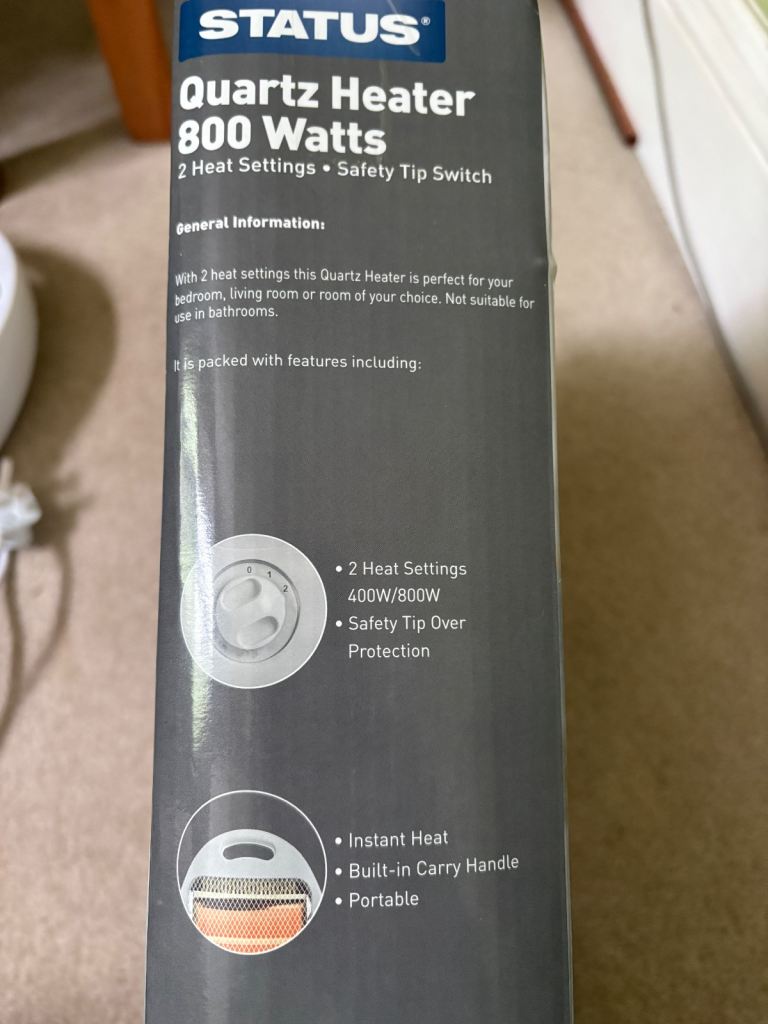 STATUS®
Quartz Heater
800 Watts
2 Heat Settings • Safety Tip Switch
General Information:
With 2 heat settings this Quartz Heater is perfect for your
bedroom, living room or room of your choice. Not suitable for
use in bathrooms.
It is packed with features including:
0 1 2
• 2 Heat Settings
400W/800W
• Safety Tip Over
Protection
• Instant Heat
• Built-in Carry Handle
• Portable